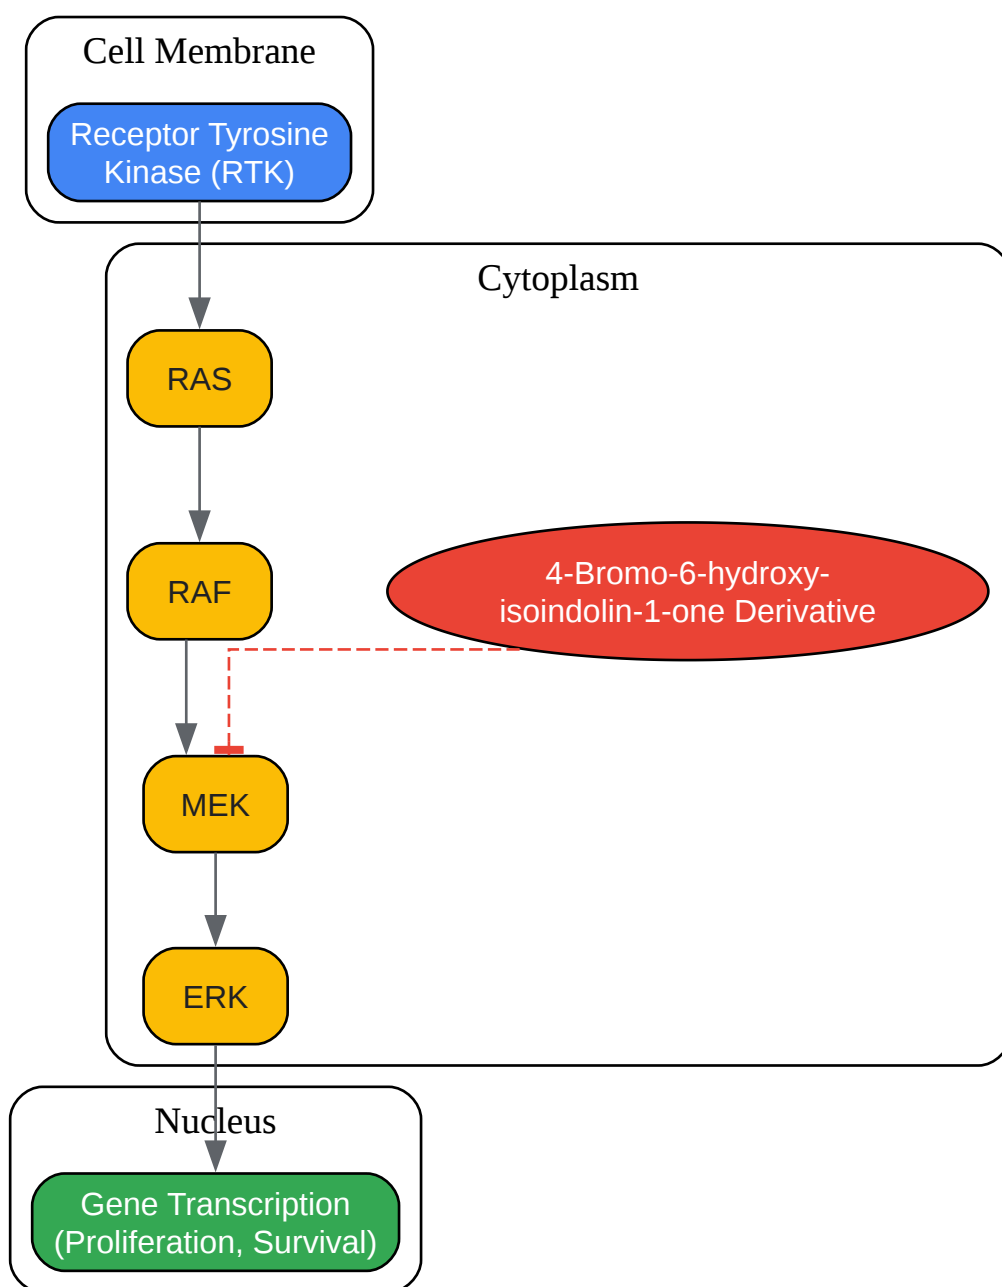 Cell Membrane
Receptor Tyrosine
Kinase (RTK)
Cytoplasm
RAS
RAF
4-Bromo-6-hydroxy-
isoindolin-1-one Derivative
MEK
ERK
Nucleus
Gene Transcription
(Proliferation, Survival)